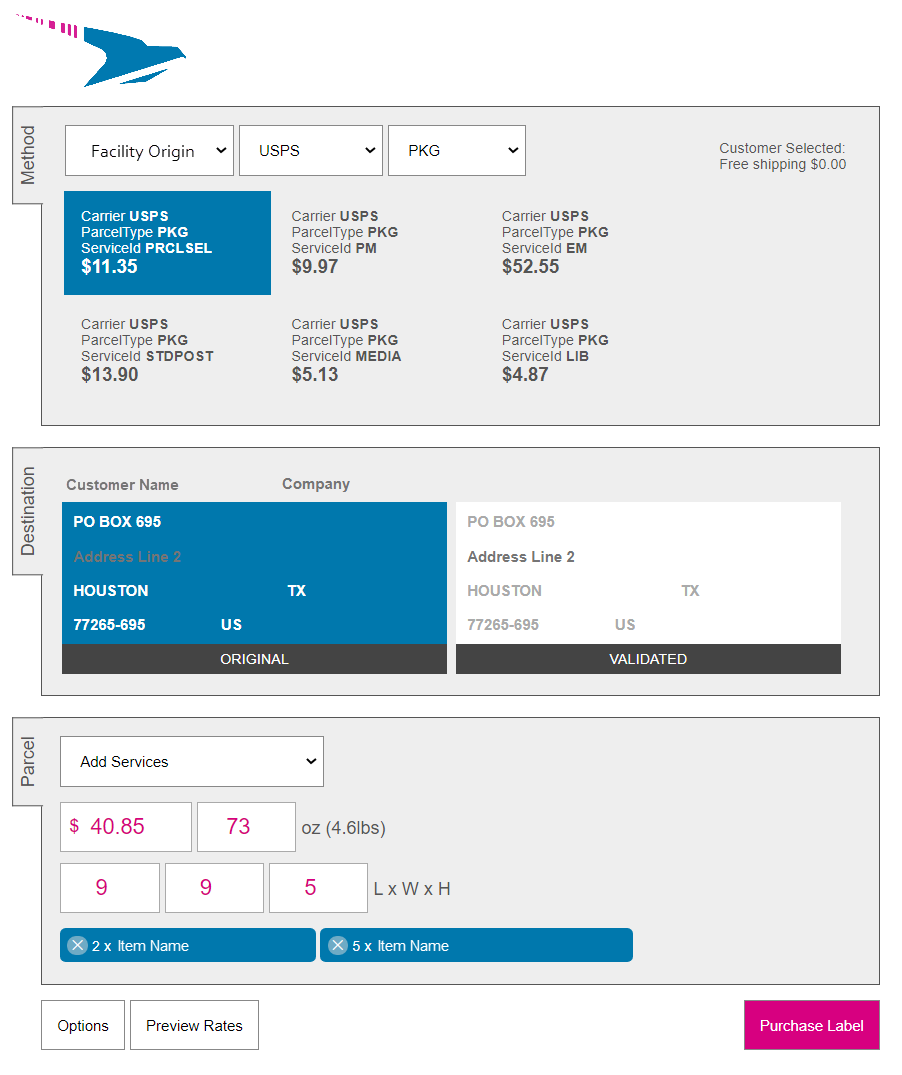 Method
Facility Origin
USPS
PKG
Customer Selected:
Free shipping $0.00
Carrier USPS
ParcelType PKG
ServiceId PRCLSEL
$11.35
Carrier USPS
ParcelType PKG
ServiceId PM
$9.97
Carrier USPS
ParcelType PKG
ServiceId EM
$52.55
Carrier USPS
ParcelType PKG
ServiceId STDPOST
$13.90
Carrier USPS
ParcelType PKG
ServiceId MEDIA
$5.13
Carrier USPS
ParcelType PKG
ServiceId LIB
$4.87
Destination
Customer Name
Company
PO BOX 695
Address Line 2
HOUSTON TX
77265-695 US
ORIGINAL
PO BOX 695
Address Line 2
HOUSTON TX
77265-695 US
VALIDATED
Parcel
Add Services
$ 40.85 73 oz (4.6lbs)
9 9 5 L x W x H
2 x Item Name
5 x Item Name
Options
Preview Rates
Purchase Label